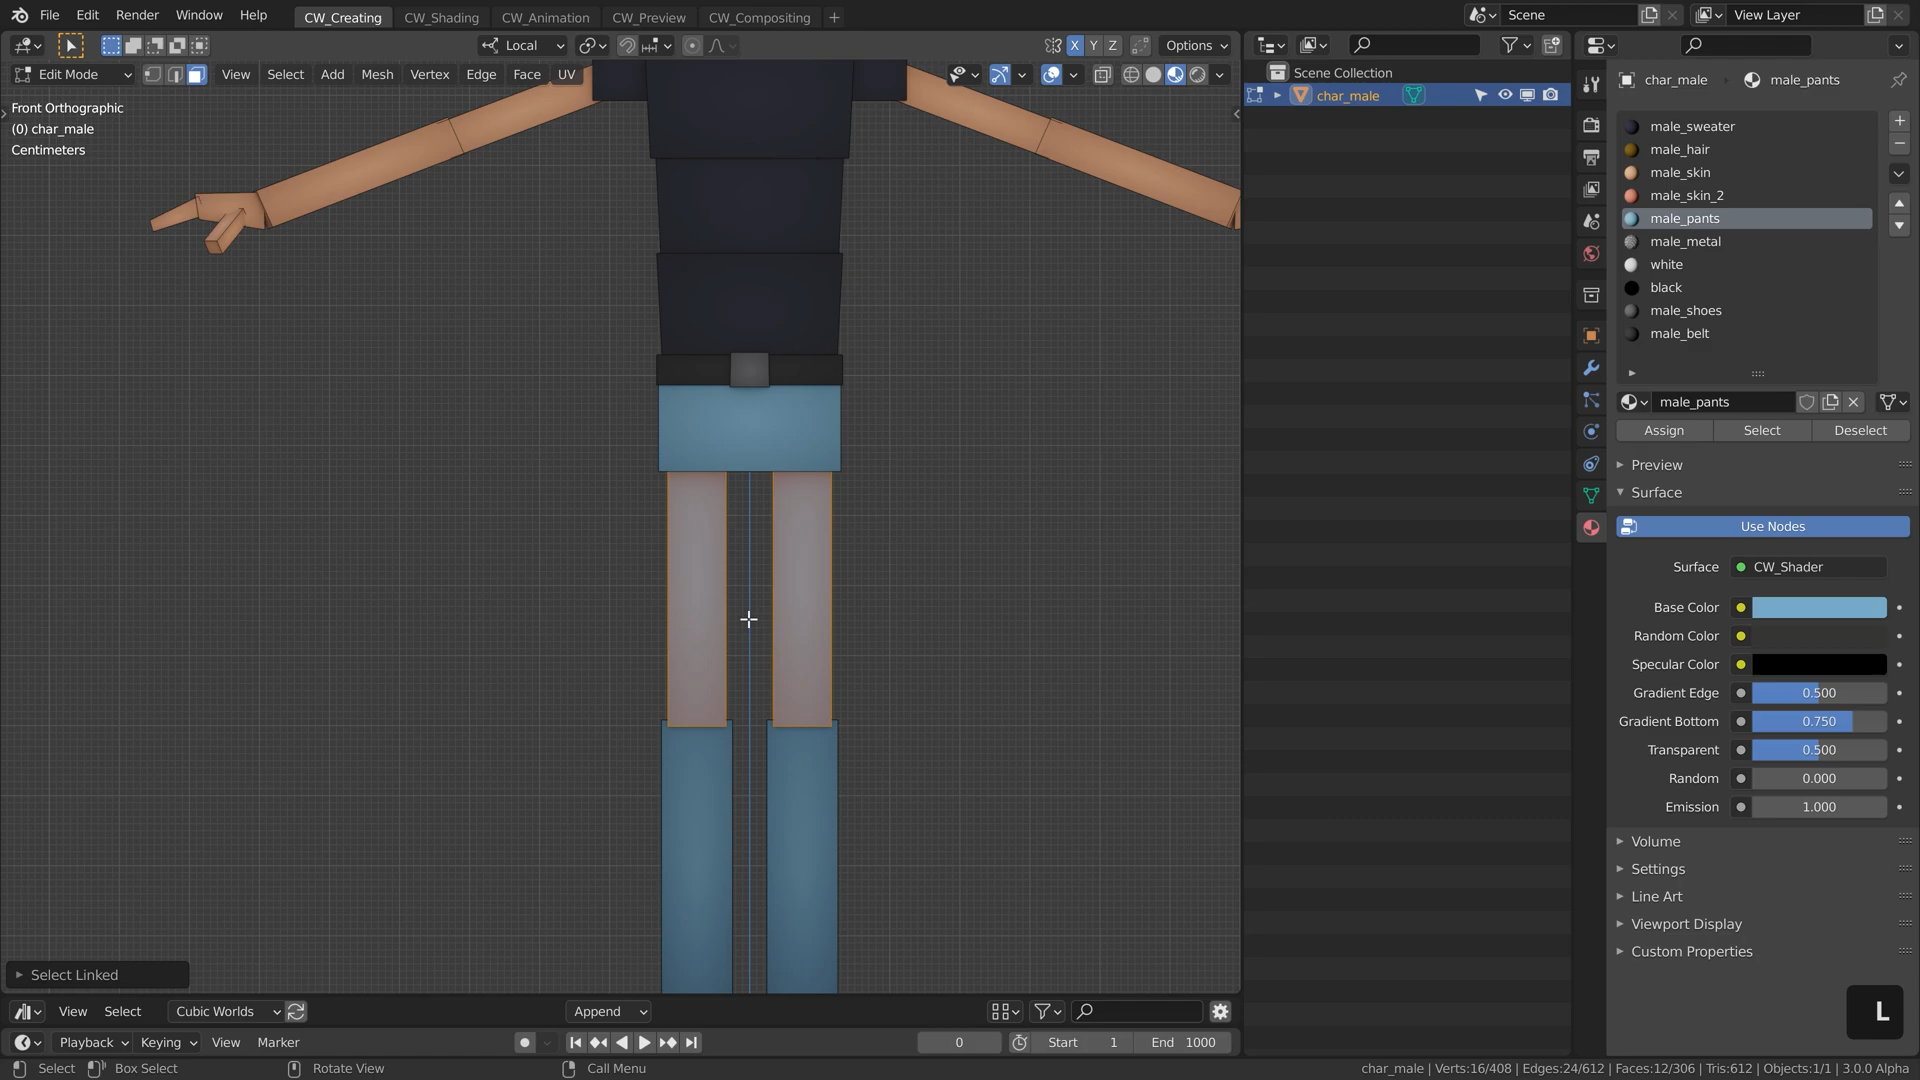 File Edit Render Window Help CW_Creating CW_Shading CW_Animation CW_Preview CW_Compositing + Scene View Layer
Local X Y Z Options
Edit Mode View Select Add Mesh Vertex Edge Face UV
Front Orthographic
(0) char_male
Centimeters
Select Linked
View Select Cubic Worlds Append
Playback Keying View Marker 0 Start 1 End 1000
Select Box Select Rotate View Call Menu char_male | Verts:16/408 | Edges:24/612 | Faces:12/306 | Tris:612 | Objects:1/1 | 3.0.0 Alpha
Scene Collection
char_male
char_male male_pants
male_sweater
male_hair
male_skin
male_skin_2
male_pants
male_metal
white
black
male_shoes
male_belt
male_pants
Assign Select Deselect
Preview
Surface
Use Nodes
Surface CW_Shader
Base Color
Random Color
Specular Color
Gradient Edge 0.500
Gradient Bottom 0.750
Transparent 0.500
Random 0.000
Emission 1.000
Volume
Settings
Line Art
Viewport Display
Custom Properties
L